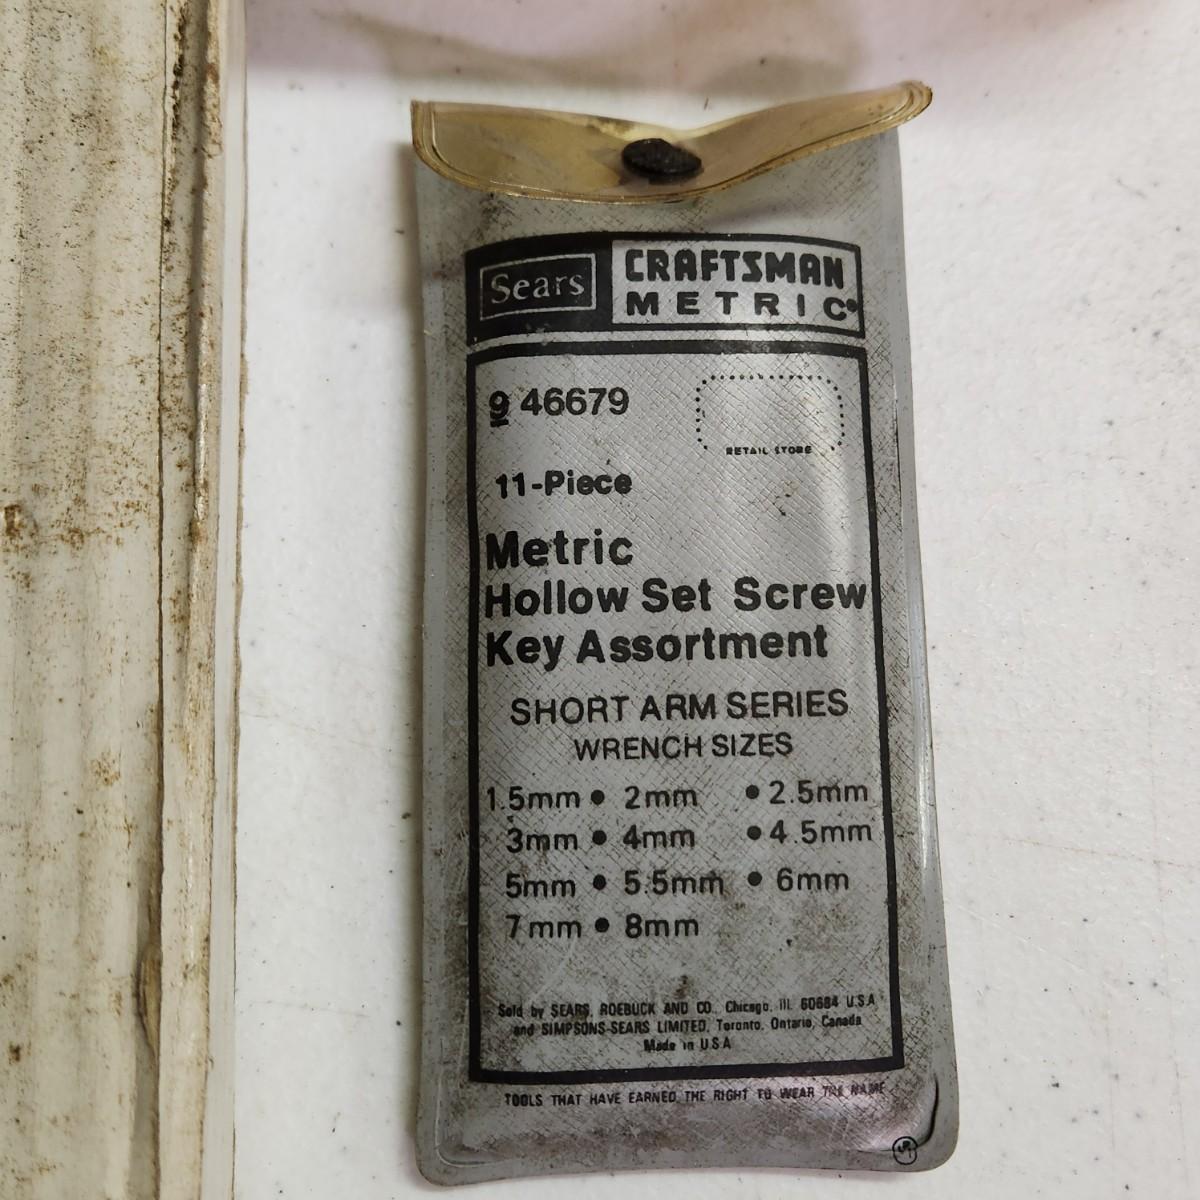 Sears
CRAFTSMAN
METRIC®
9 46679
RETAIL STORE
11-Piece
Metric
Hollow Set Screw
Key Assortment
SHORT ARM SERIES
WRENCH SIZES
1.5mm • 2mm • 2.5mm
3mm • 4mm • 4.5mm
5mm • 5.5mm • 6mm
7mm • 8mm
Sold by SEARS, ROEBUCK AND CO., Chicago, Ill. 60684 U.S.A
and SIMPSONS-SEARS LIMITED, Toronto, Ontario, Canada
Made in U.S.A
TOOLS THAT HAVE EARNED THE RIGHT TO WEAR THE NAME